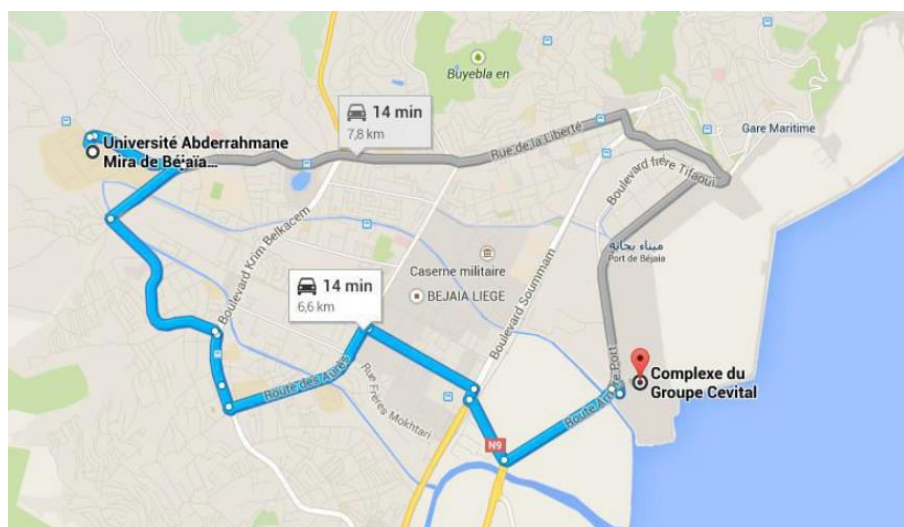 Buyebla en
14 min
7,8 km
Gare Maritime
Université Abderrahmane
Mira de Béjaïa...
Rue de la Liberté
Boulevard frère Tifaoui
Boulevard Krim Belkacem
ميناء بجاية
Port de Béjaïa
Caserne militaire
14 min
6,6 km
BEJAIA LIEGE
Boulevard Soummam
Complexe du
Groupe Cevital
Route des Aurès
Rue Frères Mokhtari
Route Arrière Port
N9